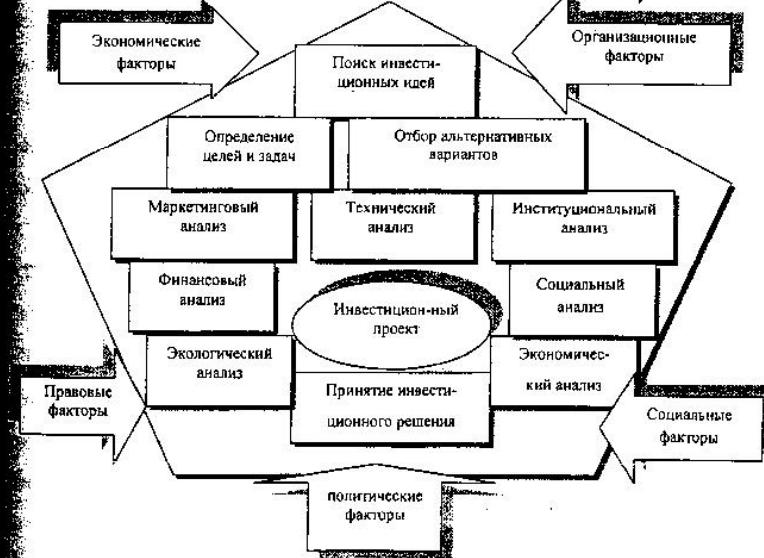 Экономические
факторы
Организационные
факторы
Поиск инвести-
ционных идей
Определение
целей и задач
Отбор альтернативных
вариантов
Маркетинговый
анализ
Технический
анализ
Институциональный
анализ
Финансовый
анализ
Инвестицион-ный
проект
Социальный
анализ
Экологический
анализ
Экономичес-
кий анализ
Правовые
факторы
Принятие инвести-
ционного решения
Социальные
факторы
политические
факторы